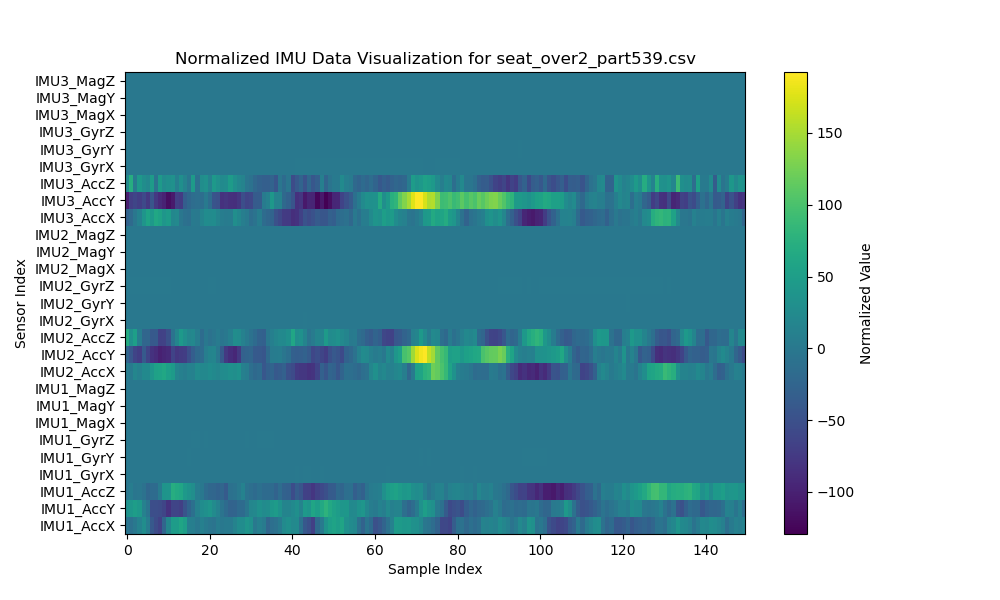 Normalized IMU Data Visualization for seat_over2_part539.csv
IMU3_MagZ
IMU3_MagY
IMU3_MagX
IMU3_GyrZ
IMU3_GyrY
IMU3_GyrX
IMU3_AccZ
IMU3_AccY
IMU3_AccX
IMU2_MagZ
IMU2_MagY
IMU2_MagX
IMU2_GyrZ
IMU2_GyrY
IMU2_GyrX
IMU2_AccZ
IMU2_AccY
IMU2_AccX
IMU1_MagZ
IMU1_MagY
IMU1_MagX
IMU1_GyrZ
IMU1_GyrY
IMU1_GyrX
IMU1_AccZ
IMU1_AccY
IMU1_AccX
Sensor Index
0 20 40 60 80 100 120 140
Sample Index
150
100
50
0
−50
−100
Normalized Value